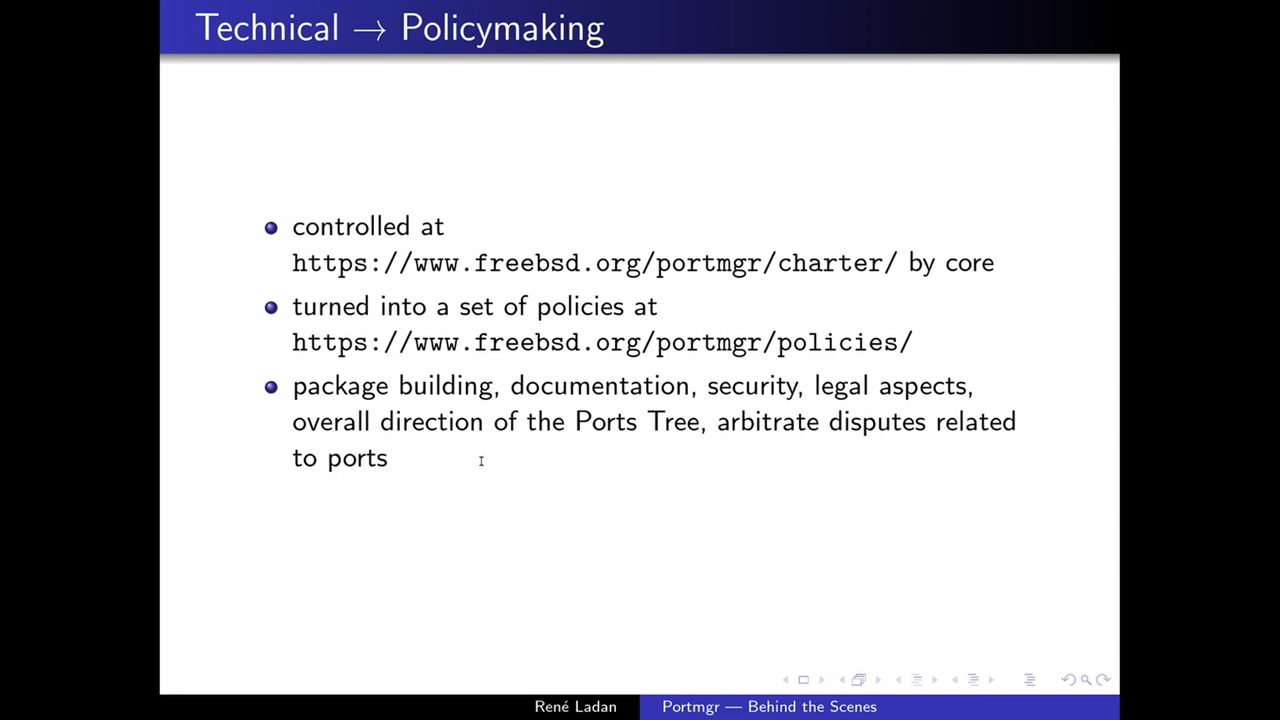 Technical → Policymaking
controlled at
https://www.freebsd.org/portmgr/charter/ by core
turned into a set of policies at
https://www.freebsd.org/portmgr/policies/
package building, documentation, security, legal aspects,
overall direction of the Ports Tree, arbitrate disputes related
to ports
René Ladan
Portmgr — Behind the Scenes